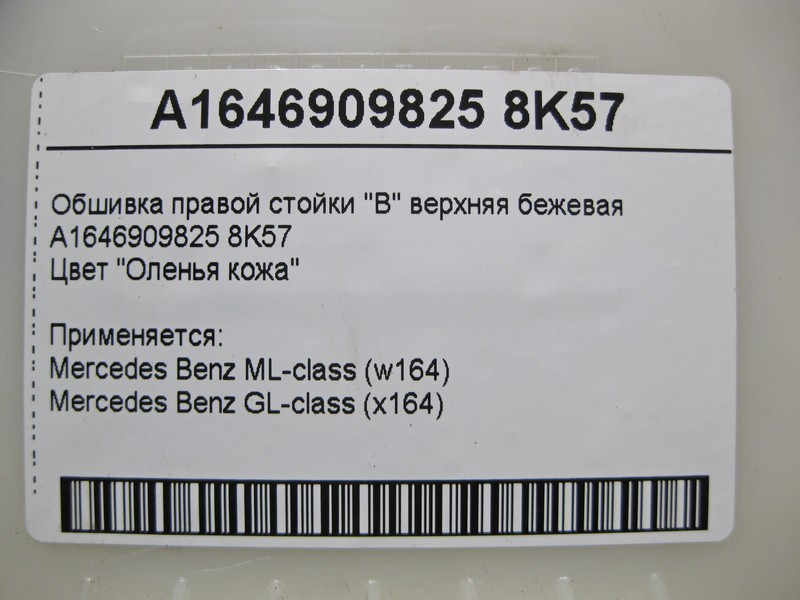 A1646909825 8K57
Обшивка правой стойки "В" верхняя бежевая
A1646909825 8K57
Цвет "Оленья кожа"
Применяется:
Mercedes Benz ML-class (w164)
Mercedes Benz GL-class (x164)